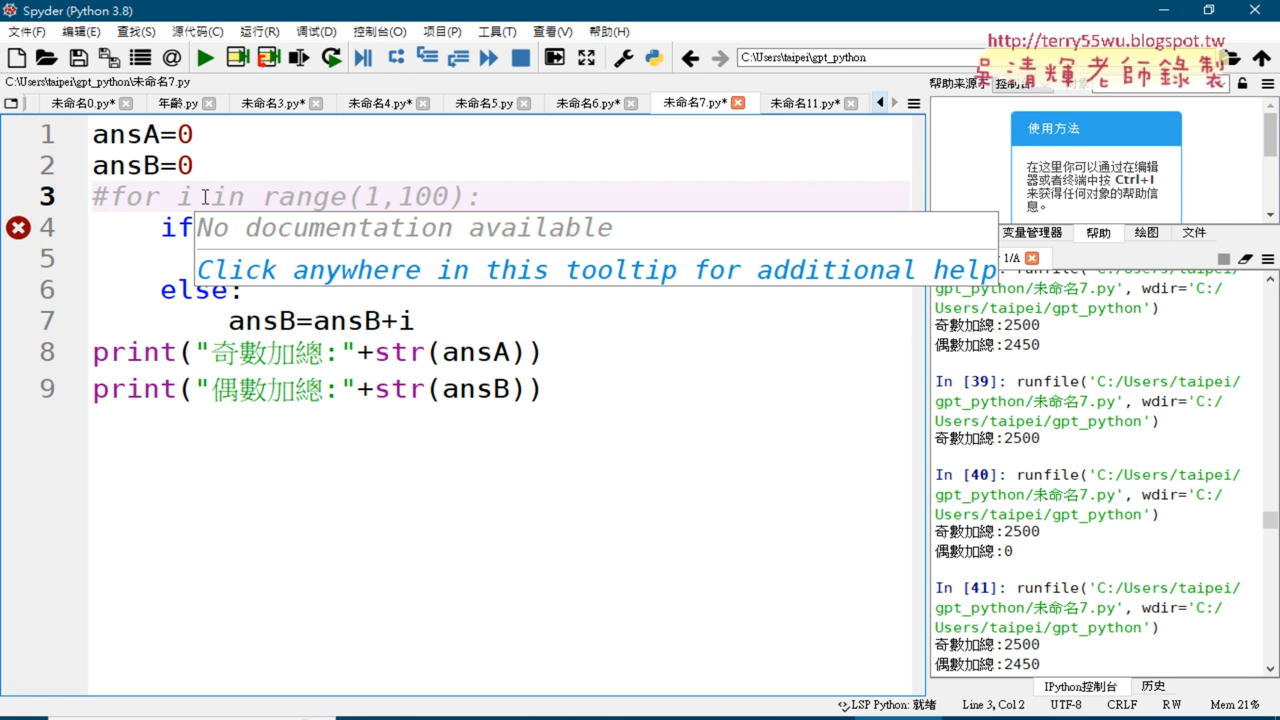 Spyder (Python 3.8)
文件(F) 编辑(E) 查找(S) 源代码(C) 运行(R) 调试(D) 控制台(O) 项目(P) 工具(T) 查看(V) 帮助(H)
http://terry55wu.blogspot.tw
吳清輝老師錄製
C:\Users\taipei\gpt_python
C:\Users\taipei\gpt_python\未命名7.py
帮助来源 控制台
未命名0.py* 年齡.py 未命名3.py* 未命名4.py* 未命名5.py 未命名6.py* 未命名7.py* 未命名11.py*
1 ansA=0
2 ansB=0
3 #for i in range(1,100):
4 if
No documentation available
5
Click anywhere in this tooltip for additional help
6 else:
7 ansB=ansB+i
8 print("奇數加總:"+str(ansA))
9 print("偶數加總:"+str(ansB))
使用方法
在这里你可以通过在编辑
器或者终端中按 Ctrl+I
来获得任何对象的帮助信
息。
变量管理器 帮助 绘图 文件
1/A
gpt_python/未命名7.py', wdir='C:/
Users/taipei/gpt_python')
奇數加總:2500
偶數加總:2450
In [39]: runfile('C:/Users/taipei/
gpt_python/未命名7.py', wdir='C:/
Users/taipei/gpt_python')
奇數加總:2500
In [40]: runfile('C:/Users/taipei/
gpt_python/未命名7.py', wdir='C:/
Users/taipei/gpt_python')
奇數加總:2500
偶數加總:0
In [41]: runfile('C:/Users/taipei/
gpt_python/未命名7.py', wdir='C:/
Users/taipei/gpt_python')
奇數加總:2500
偶數加總:2450
IPython控制台 历史
LSP Python: 就绪 Line 3, Col 2 UTF-8 CRLF RW Mem 21%